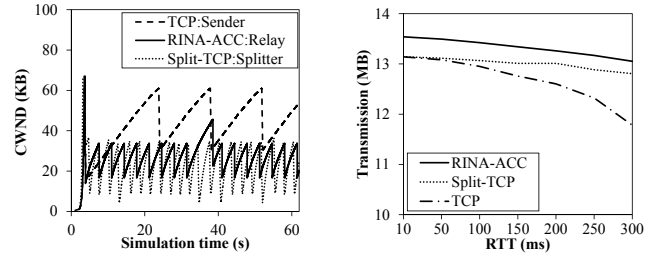 CWND (KB)
100
80
60
40
20
0
TCP:Sender
RINA-ACC:Relay
Split-TCP:Splitter
0 20 40 60
Simulation time (s)
Transmission (MB)
14
13
12
11
10
RINA-ACC
Split-TCP
TCP
10 50 100 150 200 250 300
RTT (ms)